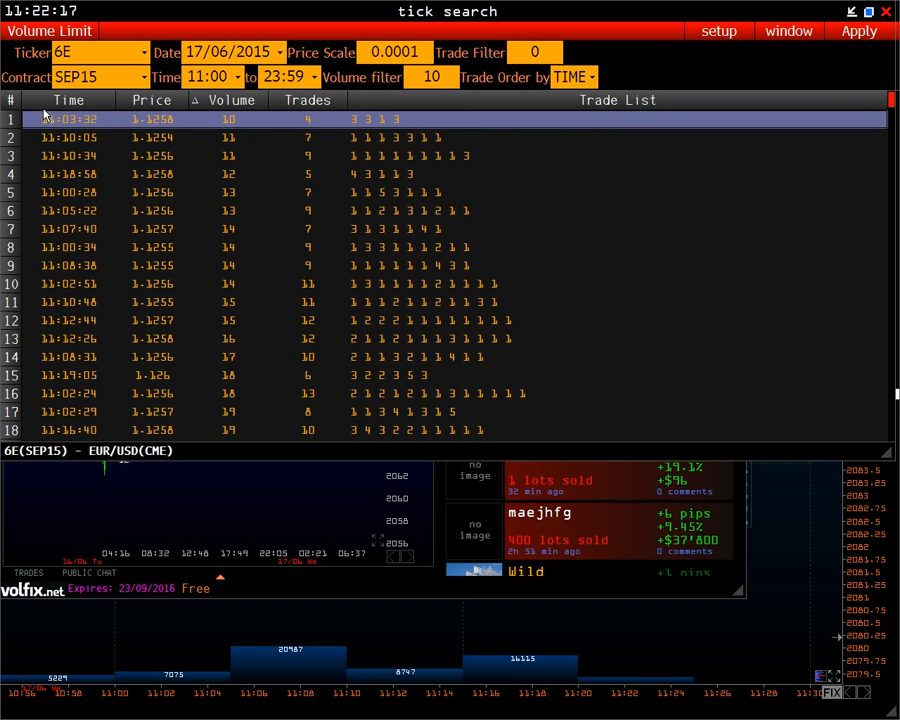 11:22:17
tick search
Volume Limit
setup window Apply
Ticker 6E Date 17/06/2015 Price Scale 0.0001 Trade Filter 0
Contract SEP15 Time 11:00 to 23:59 Volume filter 10 Trade Order by TIME
# Time Price Volume Trades Trade List
1 11:03:32 1.1258 10 4 3 3 1 3
2 11:10:05 1.1254 11 7 1 1 1 3 3 1 1
3 11:10:34 1.1256 11 9 1 1 1 1 1 1 1 1 3
4 11:18:58 1.1258 12 5 4 3 1 1 3
5 11:00:28 1.1256 13 7 1 1 5 3 1 1 1
6 11:05:22 1.1256 13 9 1 1 2 1 3 1 2 1 1
7 11:07:40 1.1257 14 7 3 1 3 1 1 4 1
8 11:00:34 1.1255 14 9 1 3 3 1 1 1 2 1 1
9 11:08:38 1.1255 14 9 1 1 1 1 1 1 4 3 1
10 11:02:51 1.1256 14 11 1 3 1 1 1 1 2 1 1 1 1
11 11:10:48 1.1255 15 11 1 1 1 2 1 1 2 1 1 3 1
12 11:12:44 1.1257 15 12 1 2 2 2 1 1 1 1 1 1 1 1
13 11:12:26 1.1258 16 12 2 1 1 2 1 1 1 3 1 1 1 1
14 11:08:31 1.1256 17 10 2 1 1 3 2 1 1 4 1 1
15 11:19:05 1.126 18 6 3 2 2 3 5 3
16 11:02:24 1.1256 18 13 2 1 2 1 2 1 1 3 1 1 1 1 1
17 11:02:29 1.1257 19 8 1 1 3 4 1 3 1 5
18 11:16:40 1.1258 19 10 3 4 3 2 2 1 1 1 1 1
6E(SEP15) - EUR/USD(CME)
2062
2060
2058
2056
04:16 08:32 12:48 17:49 22:05 02:21 06:37
16/06 Tu 17/06 We
TRADES PUBLIC CHAT
volfix.net Expires: 23/09/2016 Free
no image
1 lots sold
32 min ago
+19.1%
+$96
0 comments
no image
maejhfg
400 lots sold
2h 51 min ago
+6 pips
+9.45%
+$37'800
0 comments
Wild
+1 pips
2083.5
2083.25
2083
2082.75
2082.5
2082.25
2082
2081.75
2081.5
2081.25
2081
2080.75
2080.5
2080.25
2080
2079.75
2079.5
5229
7075
20987
8747
16115
17/06 We
10:56 10:58 11:00 11:02 11:04 11:06 11:08 11:10 11:12 11:14 11:16 11:18 11:20 11:22 11:24 11:26 11:28 11:30
FIX